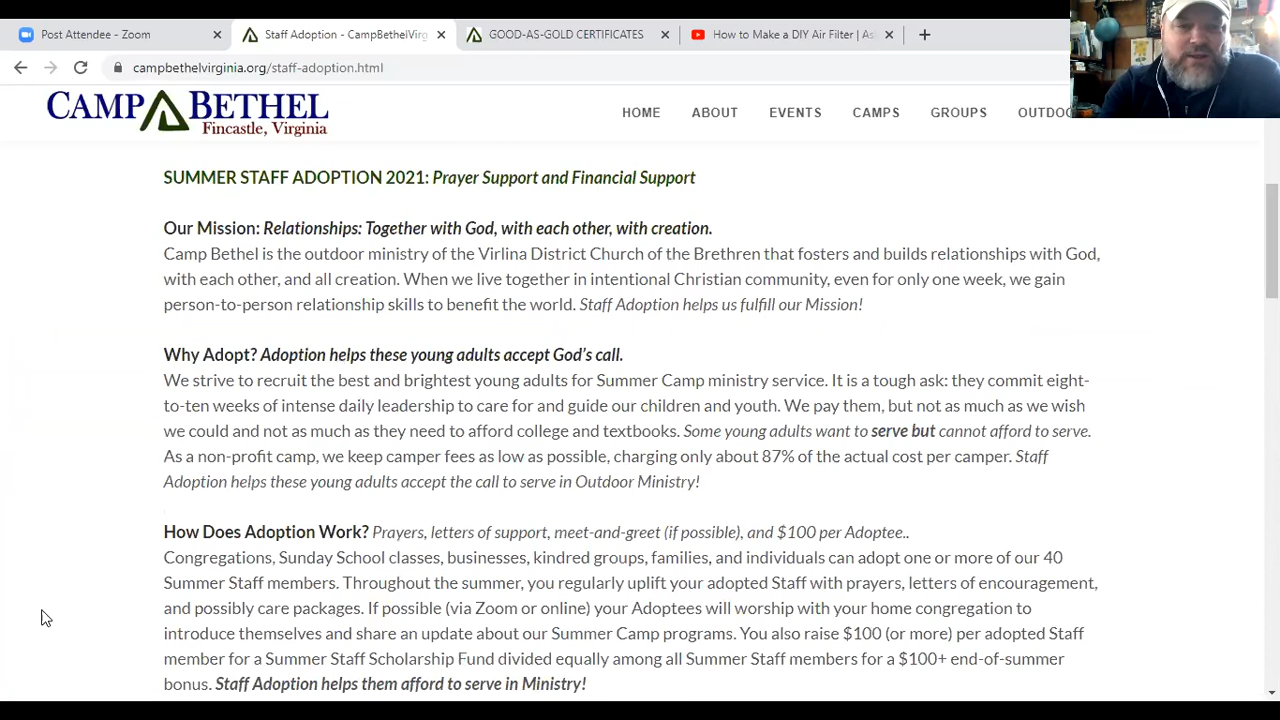 Post Attendee - Zoom
Staff Adoption - CampBethelVirg
GOOD-AS-GOLD CERTIFICATES
How to Make a DIY Air Filter | As
campbethelvirginia.org/staff-adoption.html
CAMP BETHEL
Fincastle, Virginia
HOME ABOUT EVENTS CAMPS GROUPS OUTDO
SUMMER STAFF ADOPTION 2021: Prayer Support and Financial Support
Our Mission: Relationships: Together with God, with each other, with creation.
Camp Bethel is the outdoor ministry of the Virlina District Church of the Brethren that fosters and builds relationships with God,
with each other, and all creation. When we live together in intentional Christian community, even for only one week, we gain
person-to-person relationship skills to benefit the world. Staff Adoption helps us fulfill our Mission!
Why Adopt? Adoption helps these young adults accept God's call.
We strive to recruit the best and brightest young adults for Summer Camp ministry service. It is a tough ask: they commit eight-
to-ten weeks of intense daily leadership to care for and guide our children and youth. We pay them, but not as much as we wish
we could and not as much as they need to afford college and textbooks. Some young adults want to serve but cannot afford to serve.
As a non-profit camp, we keep camper fees as low as possible, charging only about 87% of the actual cost per camper. Staff
Adoption helps these young adults accept the call to serve in Outdoor Ministry!
How Does Adoption Work? Prayers, letters of support, meet-and-greet (if possible), and $100 per Adoptee..
Congregations, Sunday School classes, businesses, kindred groups, families, and individuals can adopt one or more of our 40
Summer Staff members. Throughout the summer, you regularly uplift your adopted Staff with prayers, letters of encouragement,
and possibly care packages. If possible (via Zoom or online) your Adoptees will worship with your home congregation to
introduce themselves and share an update about our Summer Camp programs. You also raise $100 (or more) per adopted Staff
member for a Summer Staff Scholarship Fund divided equally among all Summer Staff members for a $100+ end-of-summer
bonus. Staff Adoption helps them afford to serve in Ministry!